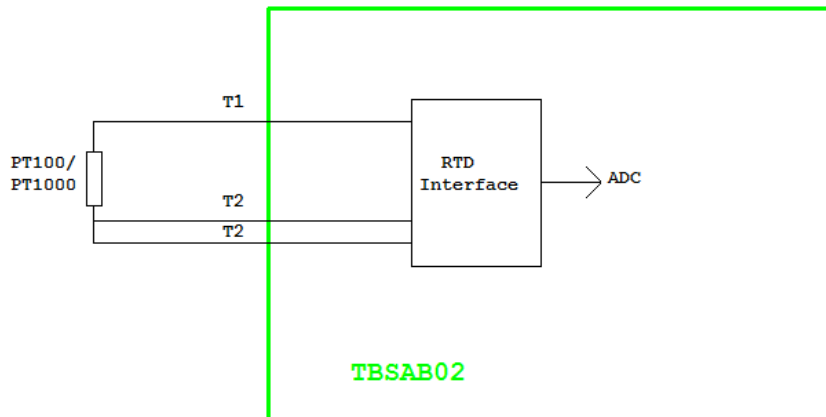 T1
PT100/
PT1000
RTD
Interface
ADC
T2
T2
TBSAB02